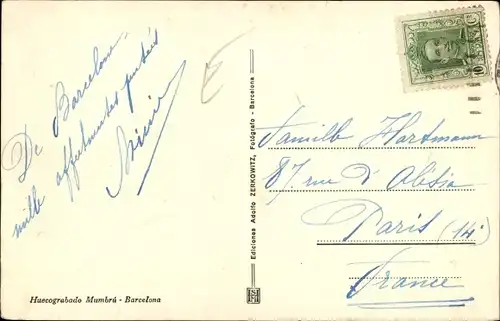 De Barcelone,
mille affectueuses pensées
Huecograbado Mumbrú - Barcelona
Ediciones Adolfo ZERKOWITZ, Fotógrafo - Barcelona
Famille Hartmann
87, rue d'Alésia
Paris (14e)
France